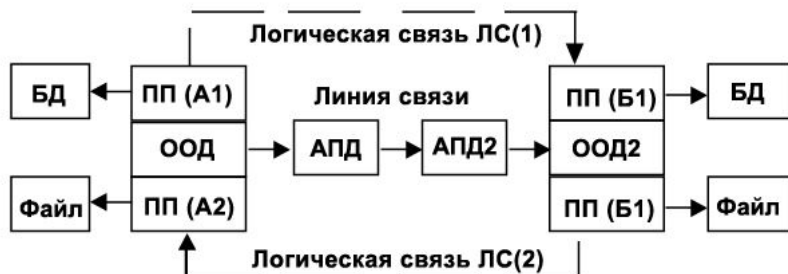 Логическая связь ЛС(1)
БД
ПП (А1)
Линия связи
ПП (Б1)
БД
ООД
АПД
АПД2
ООД2
Файл
ПП (А2)
ПП (Б1)
Файл
Логическая связь ЛС(2)